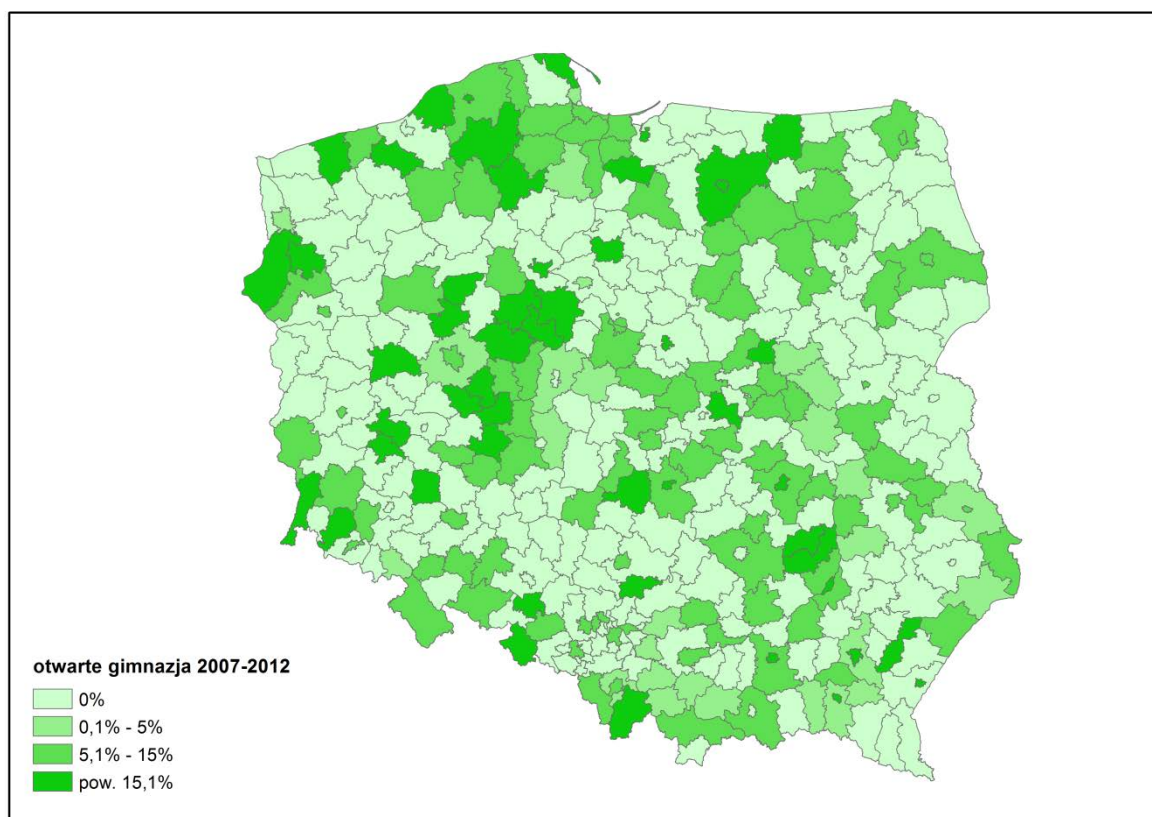 otwarte gimnazja 2007-2012
0%
0,1% - 5%
5,1% - 15%
pow. 15,1%